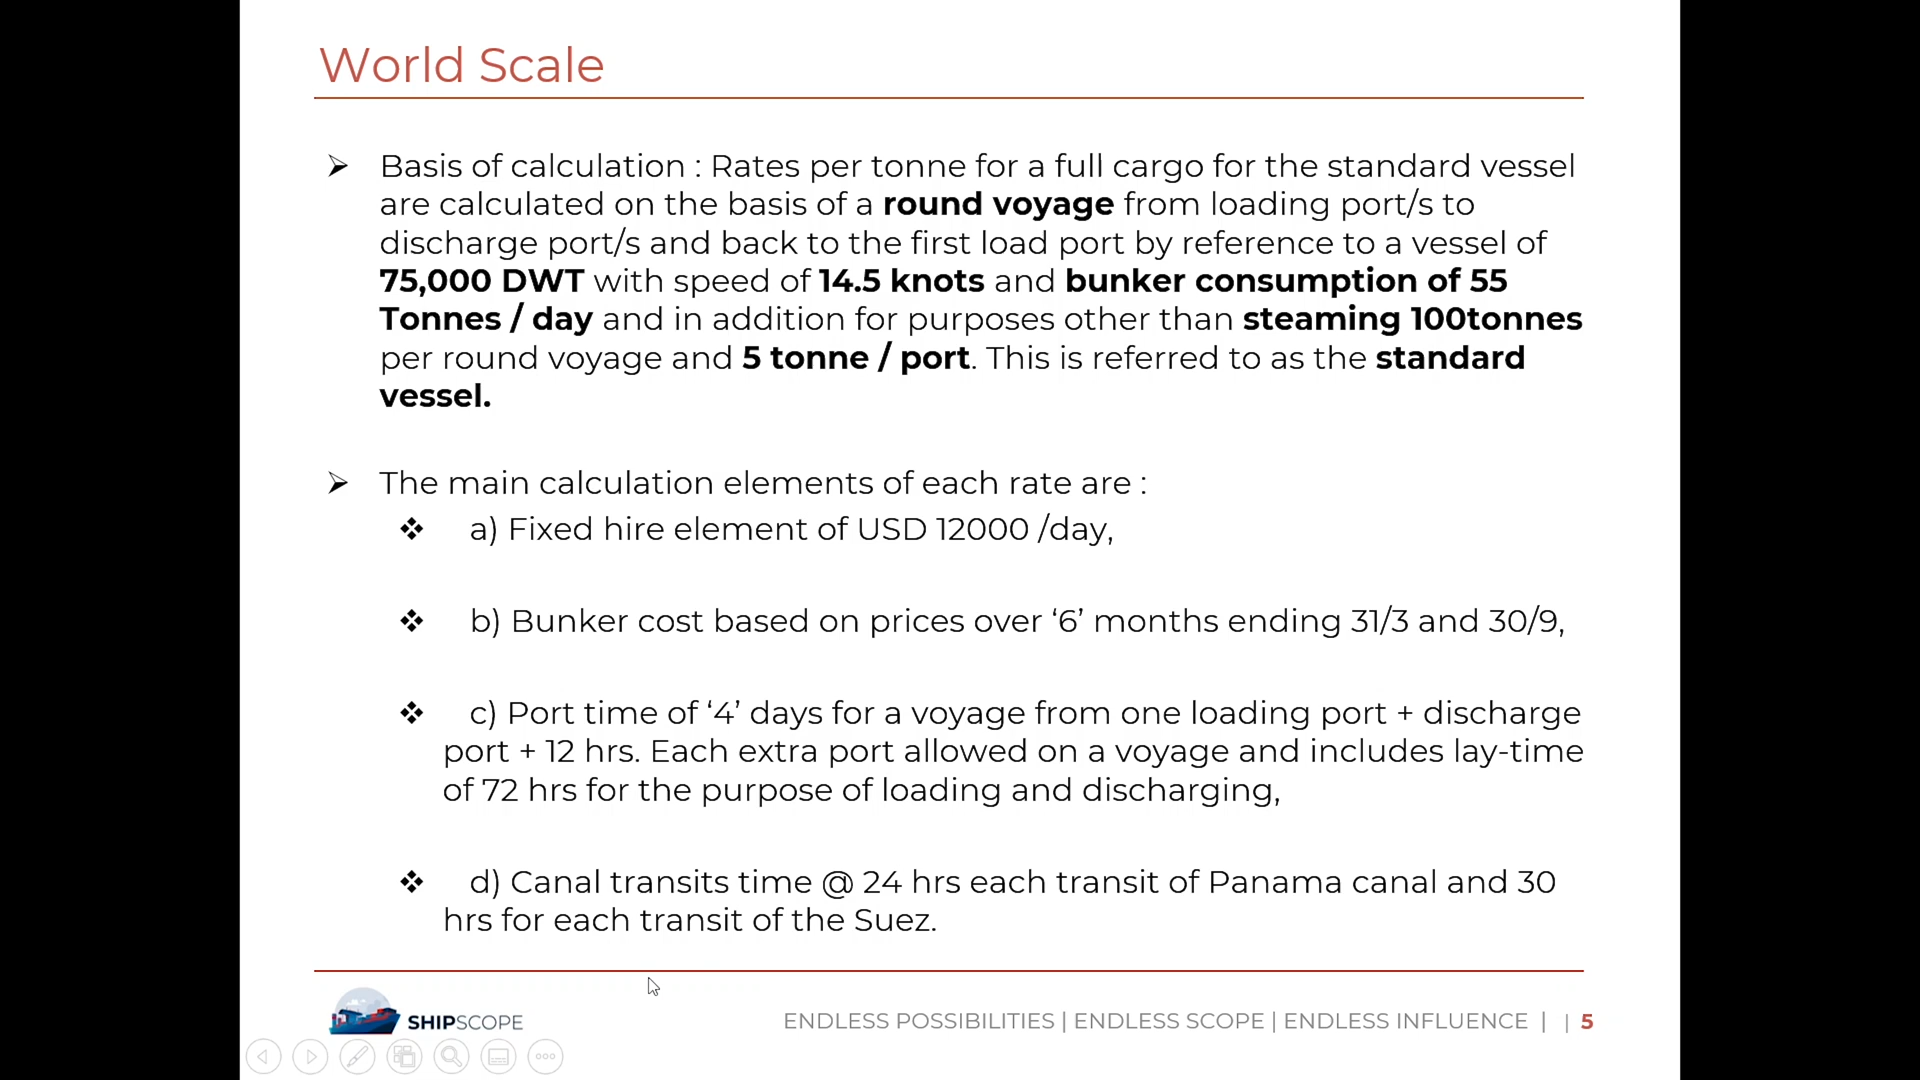 World Scale
➢ Basis of calculation : Rates per tonne for a full cargo for the standard vessel
are calculated on the basis of a round voyage from loading port/s to
discharge port/s and back to the first load port by reference to a vessel of
75,000 DWT with speed of 14.5 knots and bunker consumption of 55
Tonnes / day and in addition for purposes other than steaming 100tonnes
per round voyage and 5 tonne / port. This is referred to as the standard
vessel.
➢ The main calculation elements of each rate are :
❖ a) Fixed hire element of USD 12000 /day,
❖ b) Bunker cost based on prices over ‘6’ months ending 31/3 and 30/9,
❖ c) Port time of ‘4’ days for a voyage from one loading port + discharge
port + 12 hrs. Each extra port allowed on a voyage and includes lay-time
of 72 hrs for the purpose of loading and discharging,
❖ d) Canal transits time @ 24 hrs each transit of Panama canal and 30
hrs for each transit of the Suez.
SHIPSCOPE
ENDLESS POSSIBILITIES | ENDLESS SCOPE | ENDLESS INFLUENCE | | 5